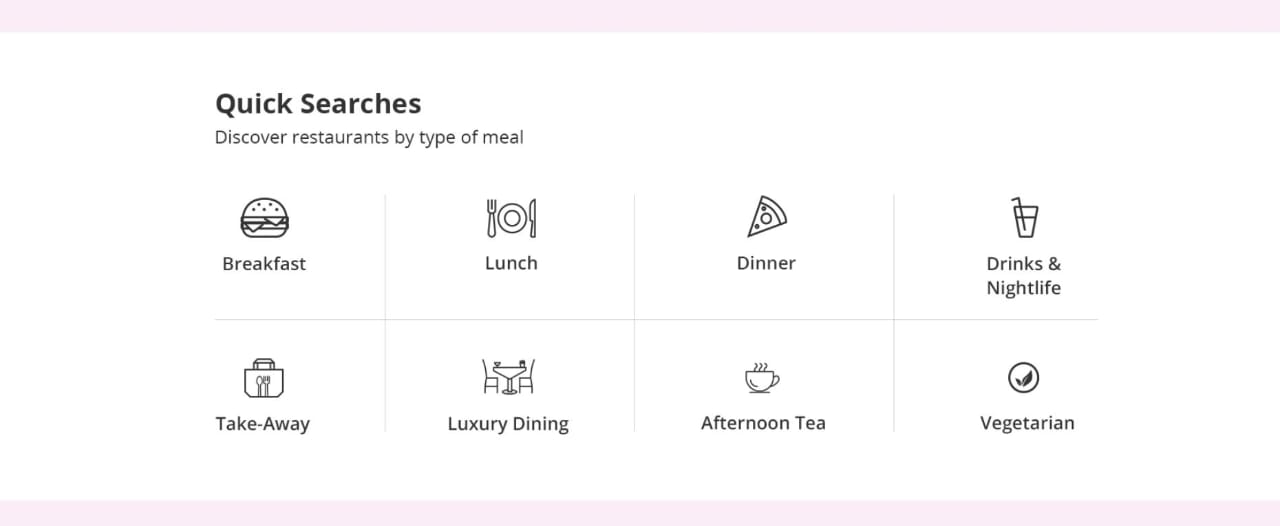 Quick Searches
Discover restaurants by type of meal
Breakfast
Lunch
Dinner
Drinks &
Nightlife
Take-Away
Luxury Dining
Afternoon Tea
Vegetarian